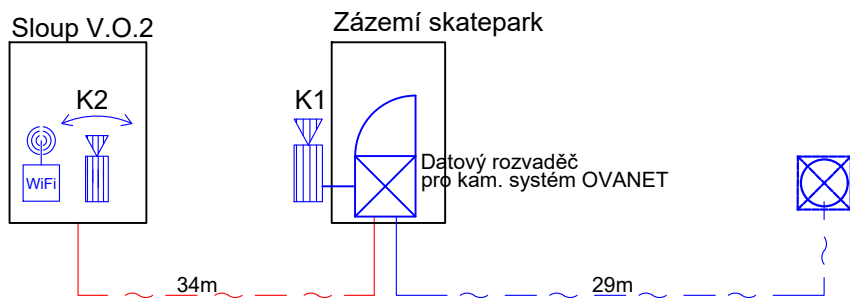 Sloup V.O.2
Zázemí skatepark
K2
K1
WiFi
Datový rozvaděč
pro kam. systém OVANET
34m
29m